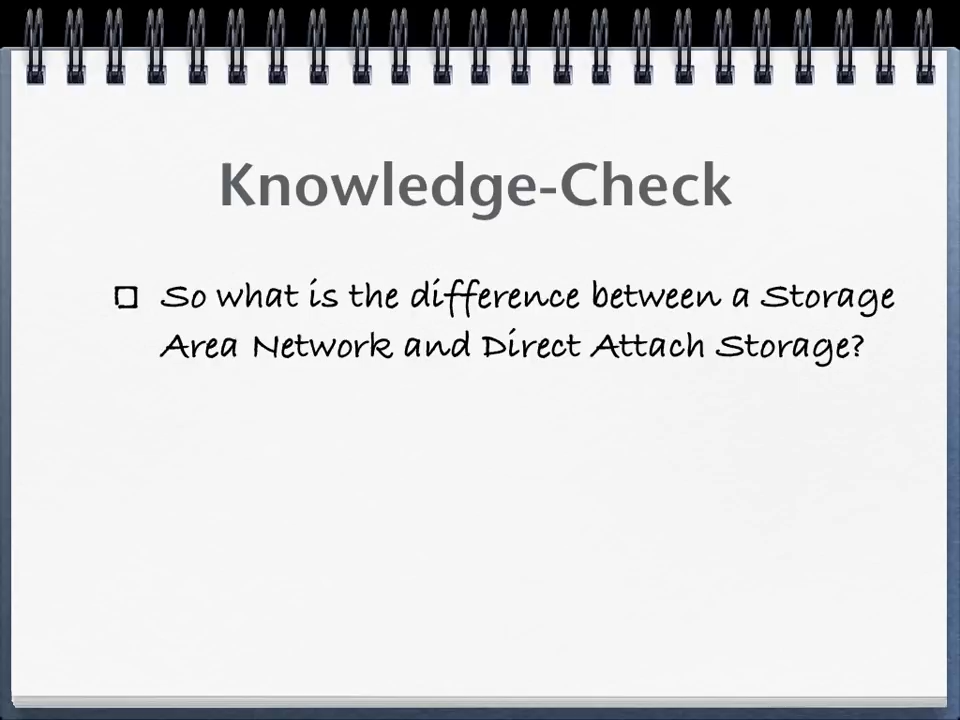 Knowledge-Check
So what is the difference between a Storage
Area Network and Direct Attach Storage?